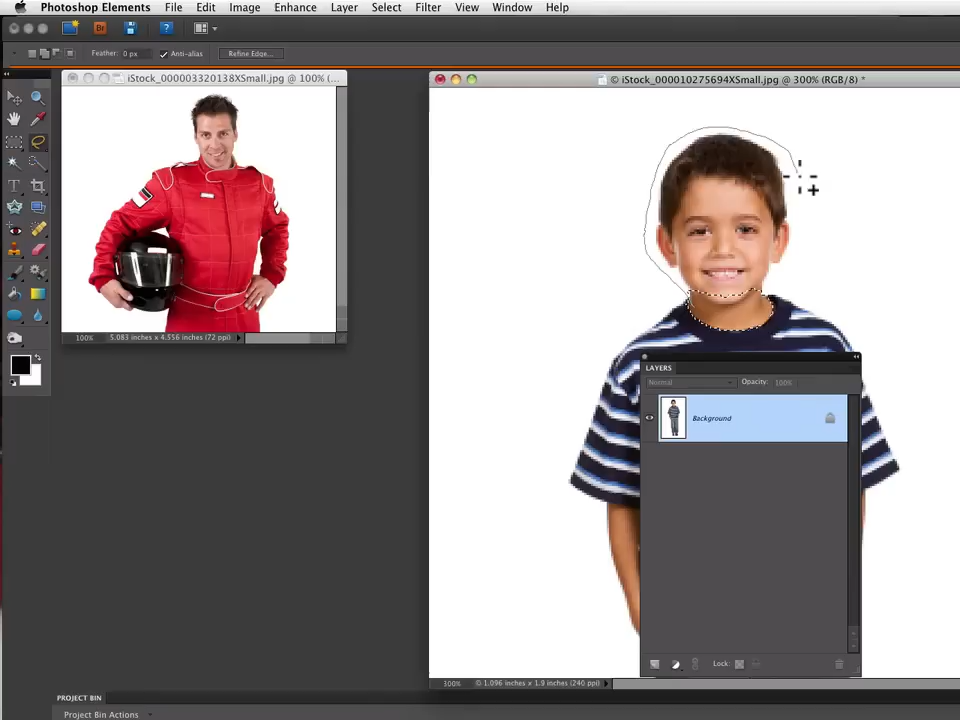 Photoshop Elements File Edit Image Enhance Layer Select Filter View Window Help
Br ?
Feather: 0 px Anti-alias Refine Edge...
iStock_000003320138XSmall.jpg @ 100% (...
© iStock_000010275694XSmall.jpg @ 300% (RGB/8) *
T
100% 5.083 inches x 4.556 inches (72 ppi)
LAYERS
Normal Opacity: 100%
Background
Lock:
300% © 1.096 inches x 1.9 inches (240 ppi)
PROJECT BIN
Project Bin Actions